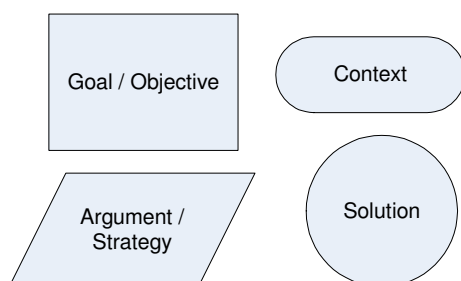 Goal / Objective
Context
Argument /
Strategy
Solution